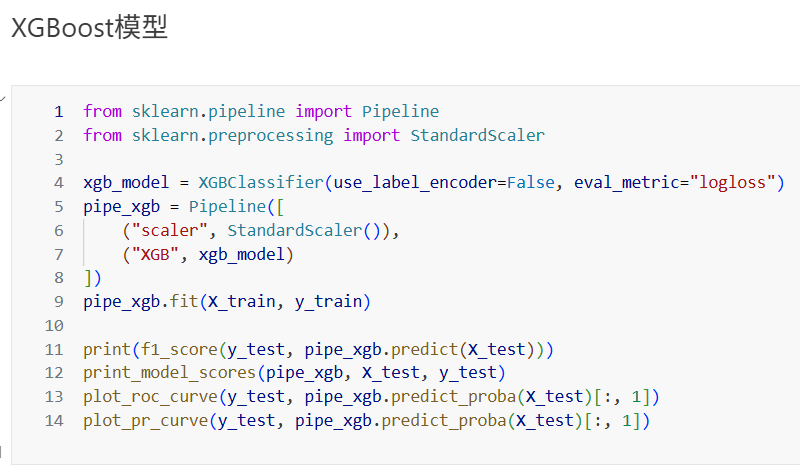 XGBoost模型
1 from sklearn.pipeline import Pipeline
2 from sklearn.preprocessing import StandardScaler
3
4 xgb_model = XGBClassifier(use_label_encoder=False, eval_metric="logloss")
5 pipe_xgb = Pipeline([
6     ("scaler", StandardScaler()),
7     ("XGB", xgb_model)
8 ])
9 pipe_xgb.fit(X_train, y_train)
10
11 print(f1_score(y_test, pipe_xgb.predict(X_test)))
12 print_model_scores(pipe_xgb, X_test, y_test)
13 plot_roc_curve(y_test, pipe_xgb.predict_proba(X_test)[:, 1])
14 plot_pr_curve(y_test, pipe_xgb.predict_proba(X_test)[:, 1])